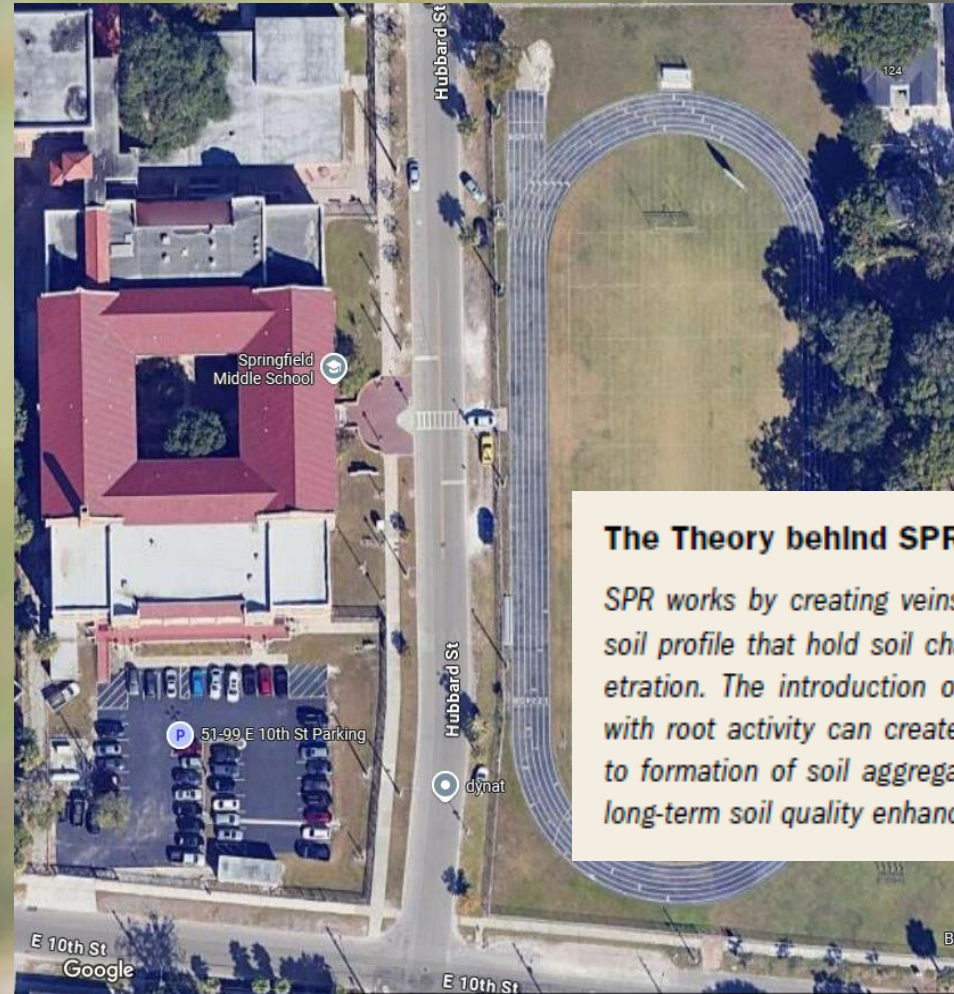 Hubbard St
124
Springfield
Middle School
The Theory behind SPR
SPR works by creating veins
soil profile that hold soil cha
etration. The introduction o
with root activity can create
to formation of soil aggrega
long-term soil quality enhanc
Hubbard St
P 51-99 E 10th St Parking
dynat
B
E 10th St
Google
E 10th St